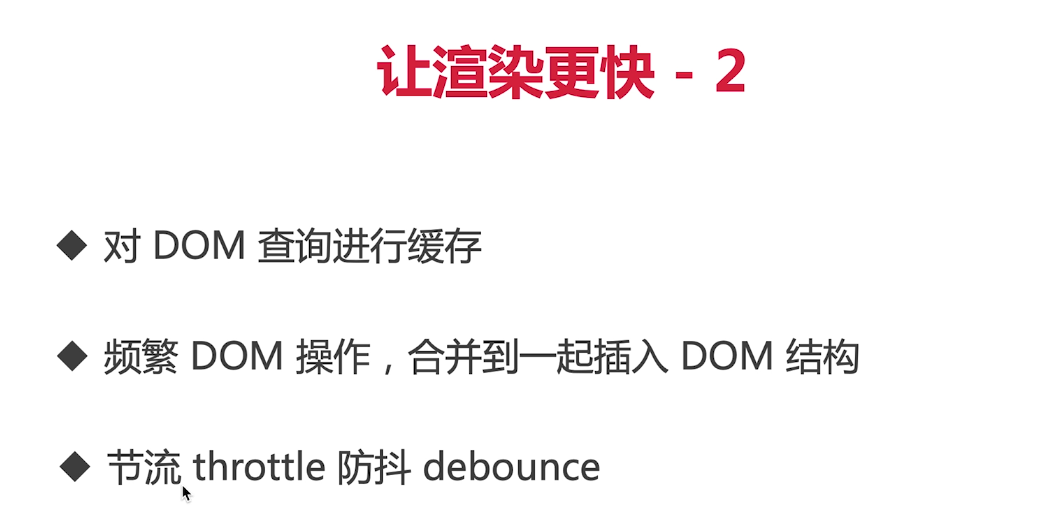 让渲染更快 - 2
◆ 对 DOM 查询进行缓存
◆ 频繁 DOM 操作，合并到一起插入 DOM 结构
◆ 节流 throttle 防抖 debounce